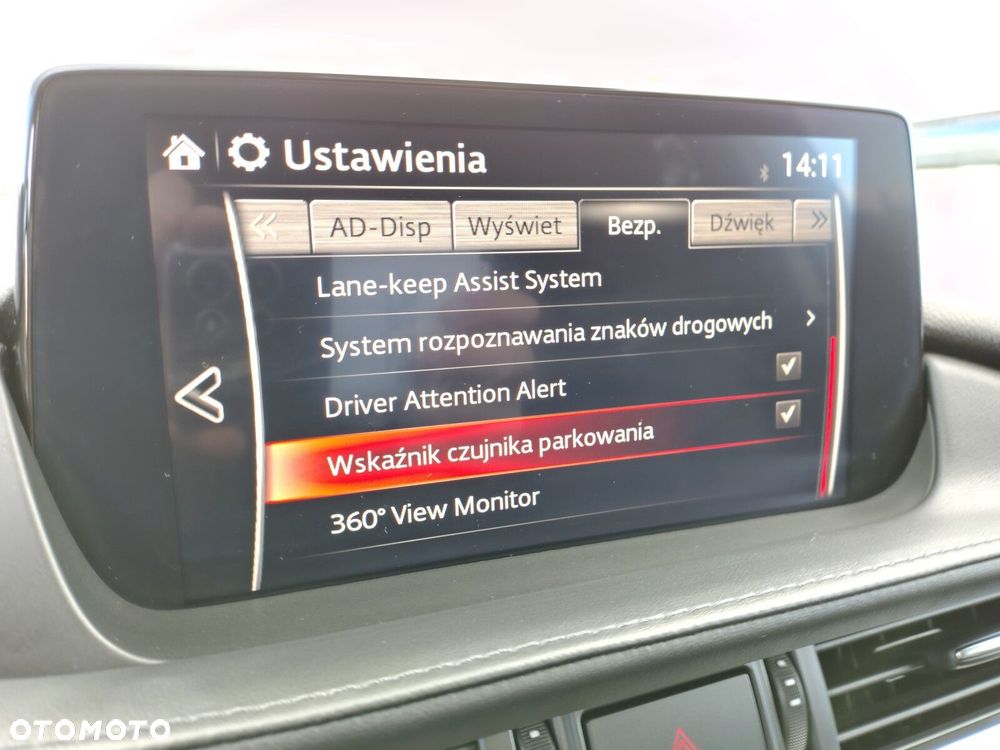 Ustawienia
14:11
AD-Disp Wyświet Bezp. Dźwięk
Lane-keep Assist System
System rozpoznawania znaków drogowych
Driver Attention Alert
Wskaźnik czujnika parkowania
360° View Monitor
OTOMOTO